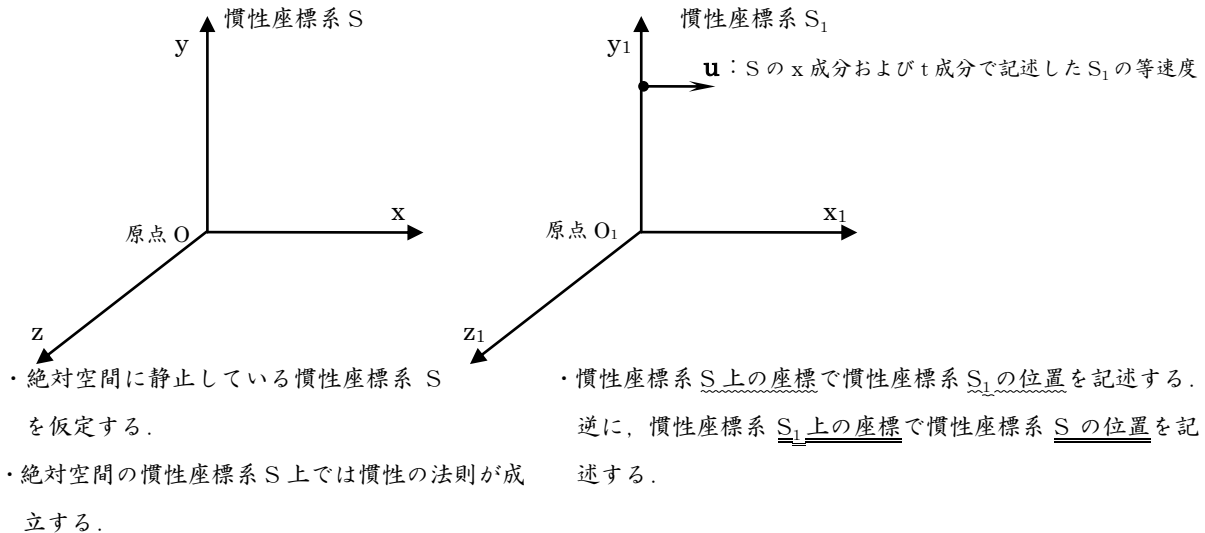 慣性座標系 S
y
x
原点 O
z
・絶対空間に静止している慣性座標系 S
を仮定する.
・絶対空間の慣性座標系 S 上では慣性の法則が成
立する.
慣性座標系 S₁
y₁
u：S の x 成分および t 成分で記述した S₁ の等速度
x₁
原点 O₁
z₁
・慣性座標系 S 上の座標で慣性座標系 S₁ の位置を記述する.
逆に，慣性座標系 S₁ 上の座標で慣性座標系 S の位置を記
述する.